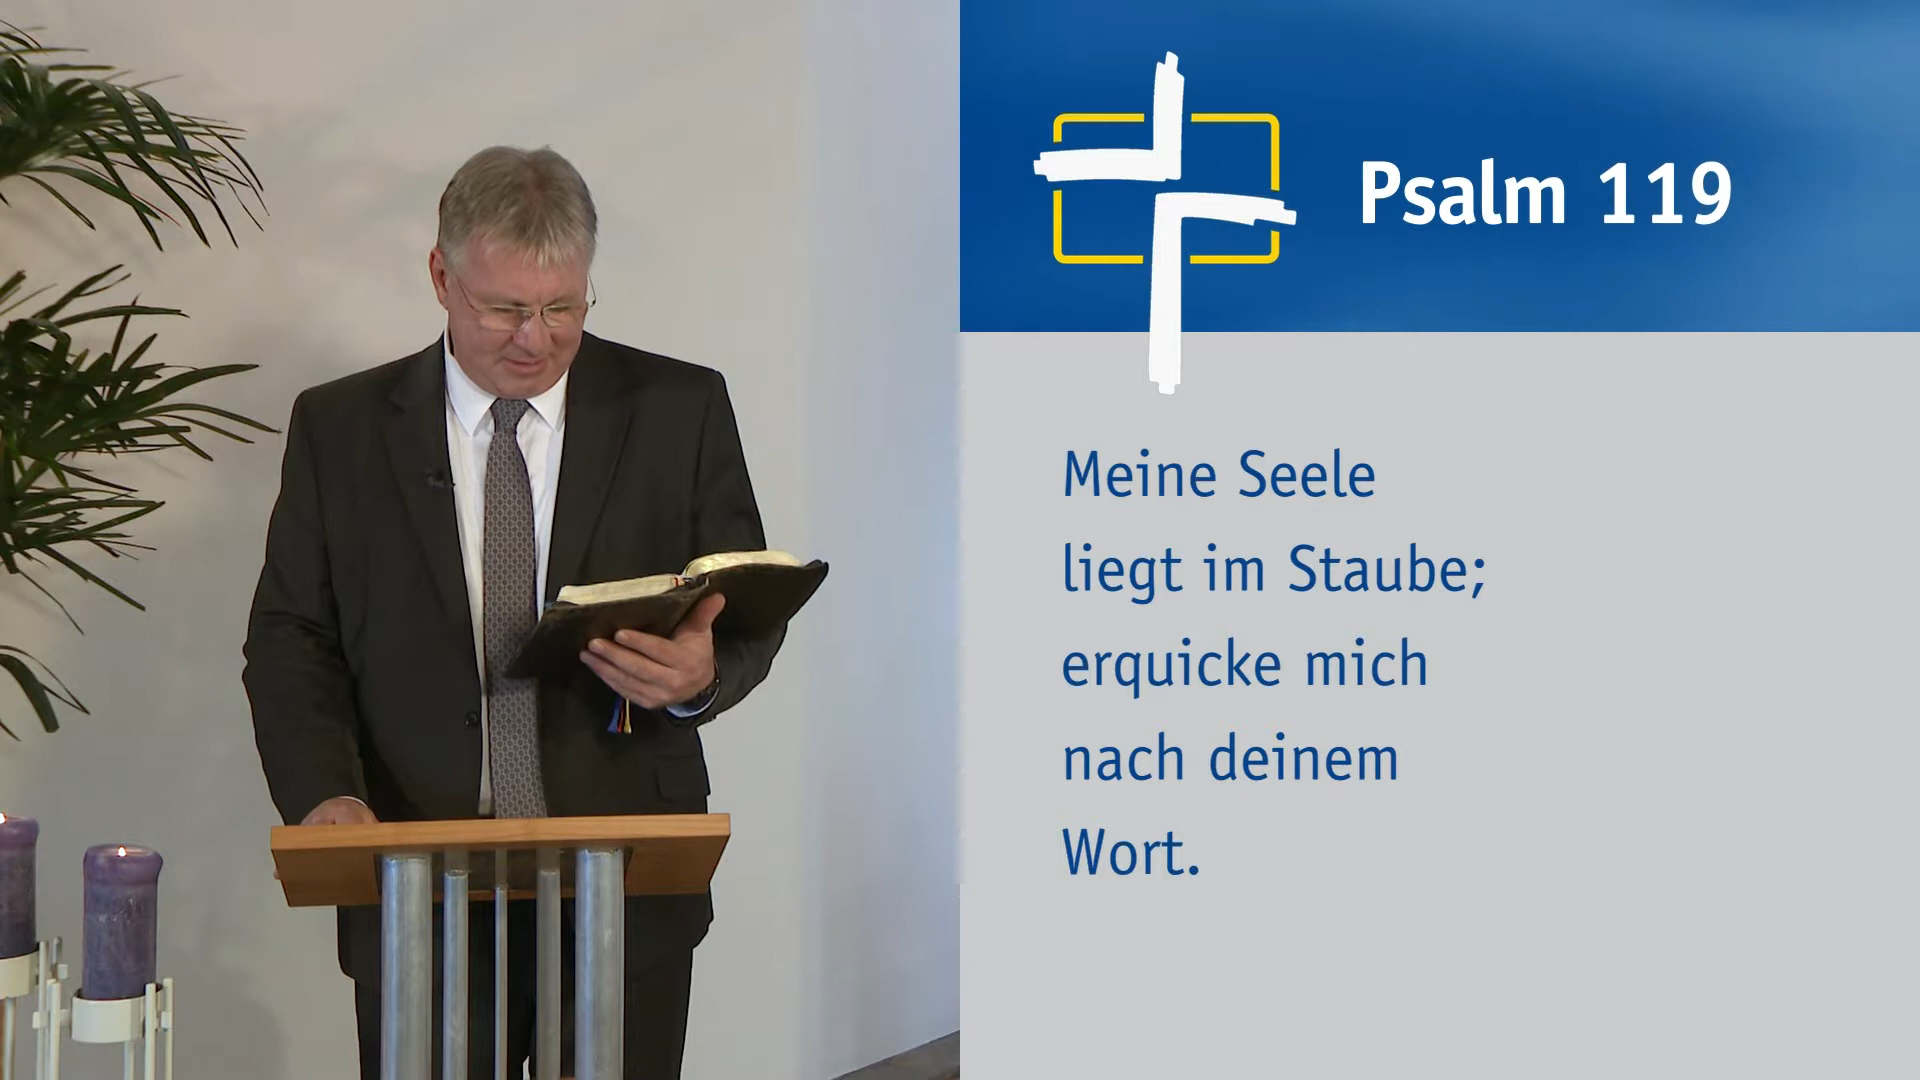 Psalm 119
Meine Seele
liegt im Staube;
erquicke mich
nach deinem
Wort.